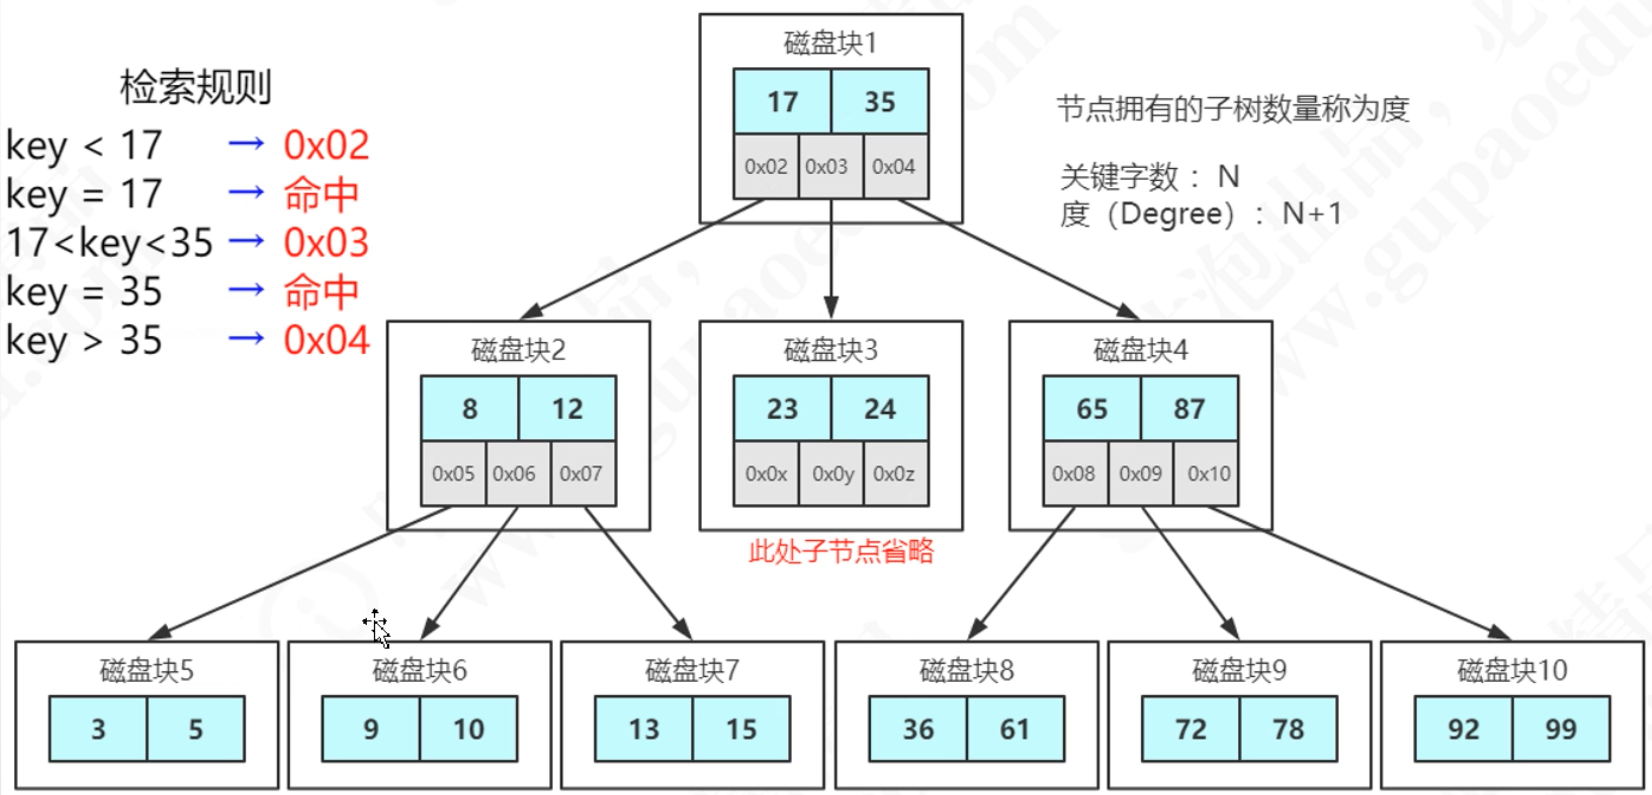 检索规则
key < 17 → 0x02
key = 17 → 命中
17<key<35 → 0x03
key = 35 → 命中
key > 35 → 0x04
磁盘块1
17 35
0x02 0x03 0x04
节点拥有的子树数量称为度
关键字数： N
度（Degree）： N+1
磁盘块2
8 12
0x05 0x06 0x07
磁盘块3
23 24
0x0x 0x0y 0x0z
此处子节点省略
磁盘块4
65 87
0x08 0x09 0x10
磁盘块5
3 5
磁盘块6
9 10
磁盘块7
13 15
磁盘块8
36 61
磁盘块9
72 78
磁盘块10
92 99